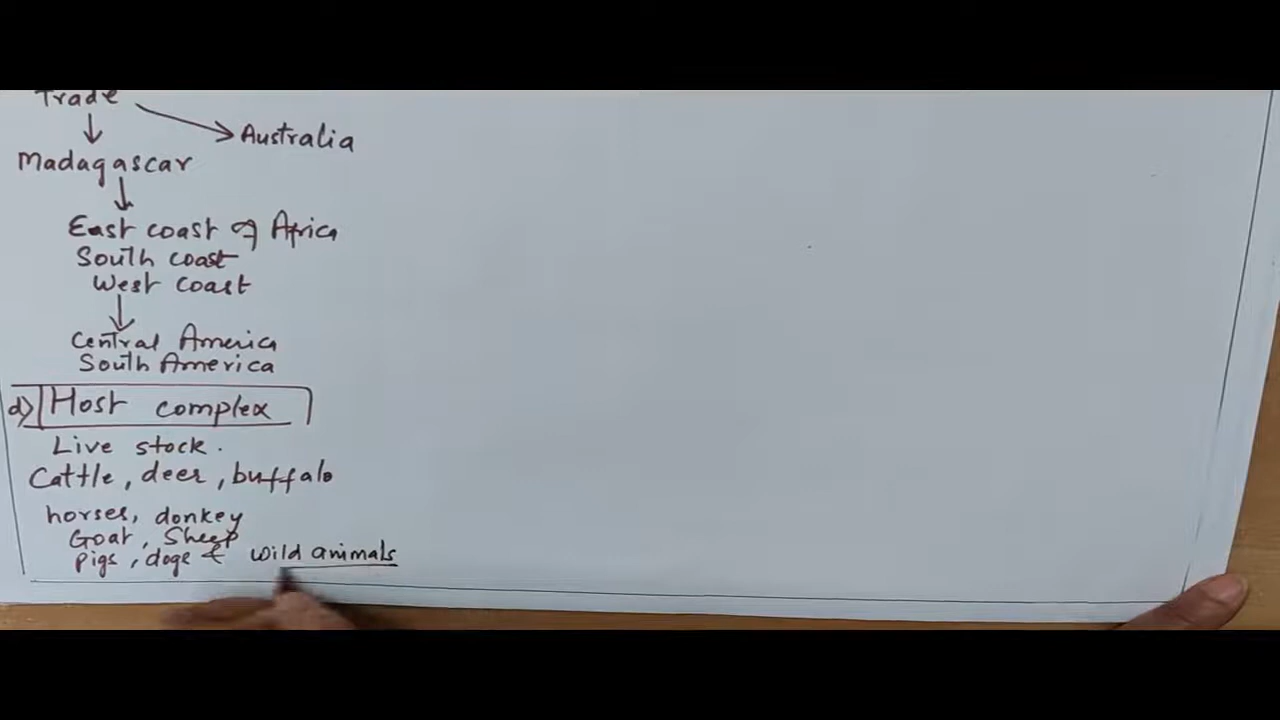 Trade
Australia
Madagascar
East coast of Africa
South coast
West coast
Central America
South America
d) Host complex
Live stock.
Cattle, deer, buffalo
horses, donkey
Goat, Sheep
pigs, dogs & wild animals